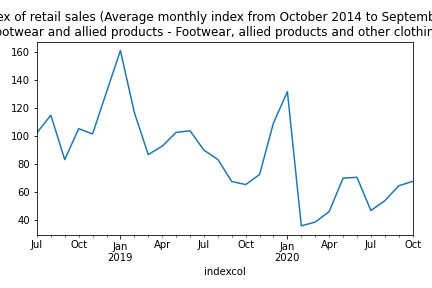 ex of retail sales (Average monthly index from October 2014 to Septemb
otwear and allied products - Footwear, allied products and other clothin
160
140
120
100
80
60
40
Jul Oct Jan Apr Jul Oct Jan Apr Jul Oct
2019 2020
indexcol